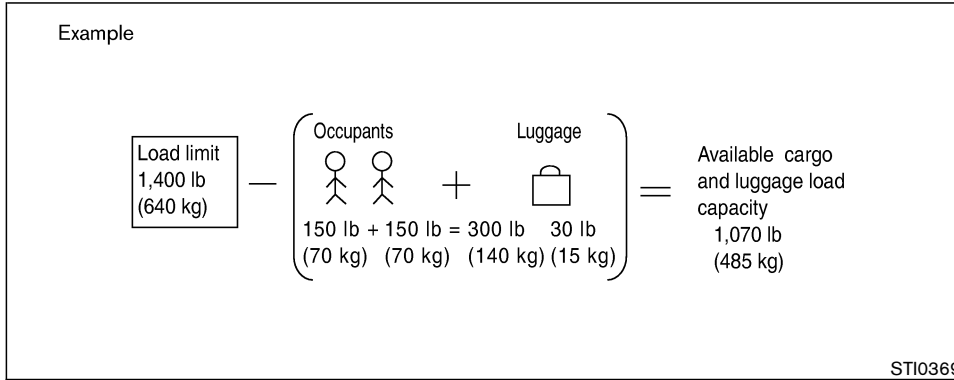 Example
Occupants
Luggage
Load limit
1,400 lb
(640 kg)
−
+
=
150 lb + 150 lb = 300 lb 30 lb
(70 kg) (70 kg) (140 kg) (15 kg)
Available cargo
and luggage load
capacity
1,070 lb
(485 kg)
STI0369